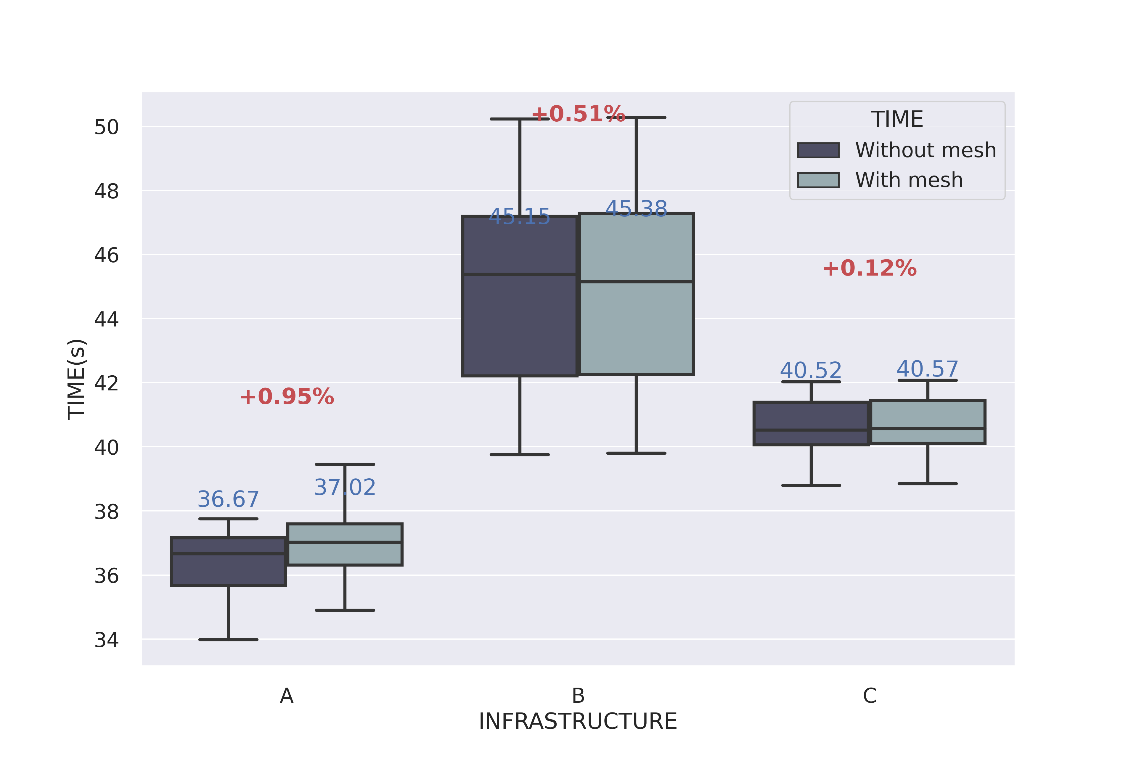 +0.51%
50
TIME
Without mesh
With mesh
48
45.15
45.38
46
+0.12%
44
42
40.52
40.57
+0.95%
40
38
36.67
37.02
36
34
TIME(s)
A
B
C
INFRASTRUCTURE